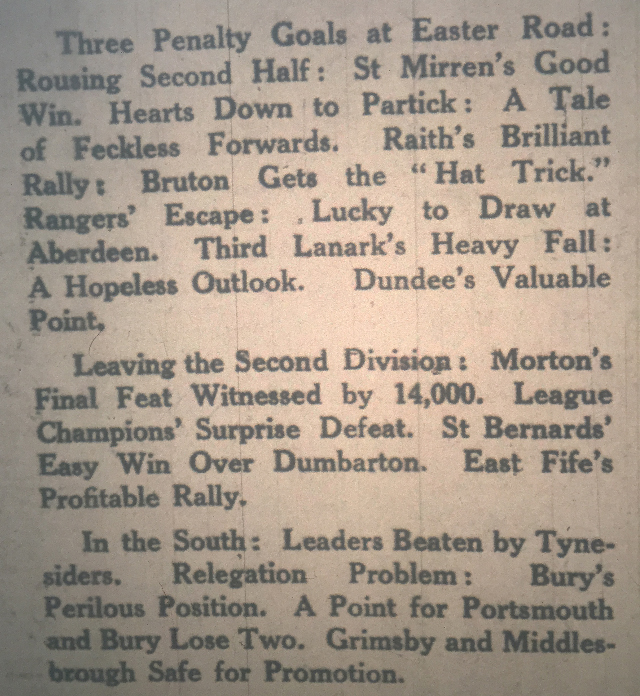 Three Penalty Goals at Easter Road:
Rousing Second Half: St Mirren's Good
Win. Hearts Down to Partick: A Tale
of Feckless Forwards. Raith's Brilliant
Rally: Bruton Gets the "Hat Trick."
Rangers' Escape: Lucky to Draw at
Aberdeen. Third Lanark's Heavy Fall:
A Hopeless Outlook. Dundee's Valuable
Point.
Leaving the Second Division: Morton's
Final Feat Witnessed by 14,000. League
Champions' Surprise Defeat. St Bernards'
Easy Win Over Dumbarton. East Fife's
Profitable Rally.
In the South: Leaders Beaten by Tyne-
siders. Relegation Problem: Bury's
Perilous Position. A Point for Portsmouth
and Bury Lose Two. Grimsby and Middles-
brough Safe for Promotion.